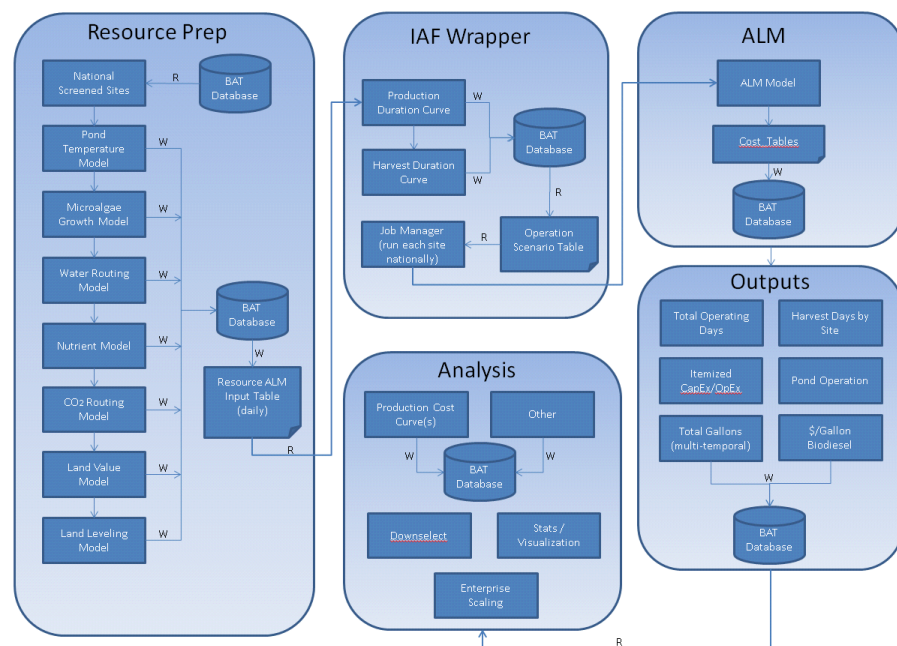 Resource Prep
National
Screened Sites
R
BAT
Database
Pond
Temperature
Model
W
Microalgae
Growth Model
W
Water Routing
Model
W
Nutrient Model
W
CO2 Routing
Model
W
Land Value
Model
W
Land Leveling
Model
W
BAT
Database
W
Resource ALM
Input Table
(daily)
R
IAF Wrapper
Production
Duration Curve
W
Harvest Duration
Curve
W
BAT
Database
R
Job Manager
(run each site
nationally)
R
Operation
Scenario Table
ALM
ALM Model
Cost_Tables
W
BAT
Database
Analysis
Production Cost
Curve(s)
W
Other
W
BAT
Database
Downselect
Stats /
Visualization
Enterprise
Scaling
Outputs
Total Operating
Days
Harvest Days by
Site
Itemized
CapEx/OpEx
Pond Operation
Total Gallons
(multi-temporal)
$/Gallon
Biodiesel
W
BAT
Database
R